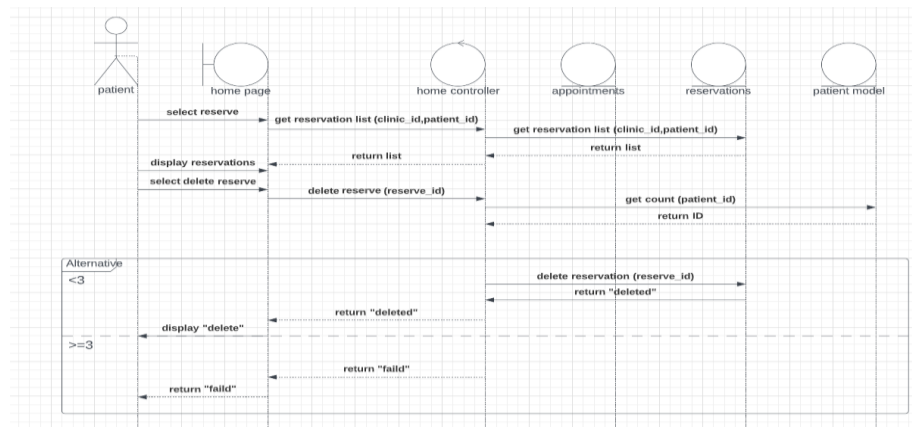 patient
home page
home controller
appointments
reservations
patient model
select reserve
get reservation list (clinic_id,patient_id)
get reservation list (clinic_id,patient_id)
return list
return list
display reservations
select delete reserve
delete reserve (reserve_id)
get count (patient_id)
return ID
Alternative
<3
delete reservation (reserve_id)
return "deleted"
return "deleted"
display "delete"
>=3
return "faild"
return "faild"